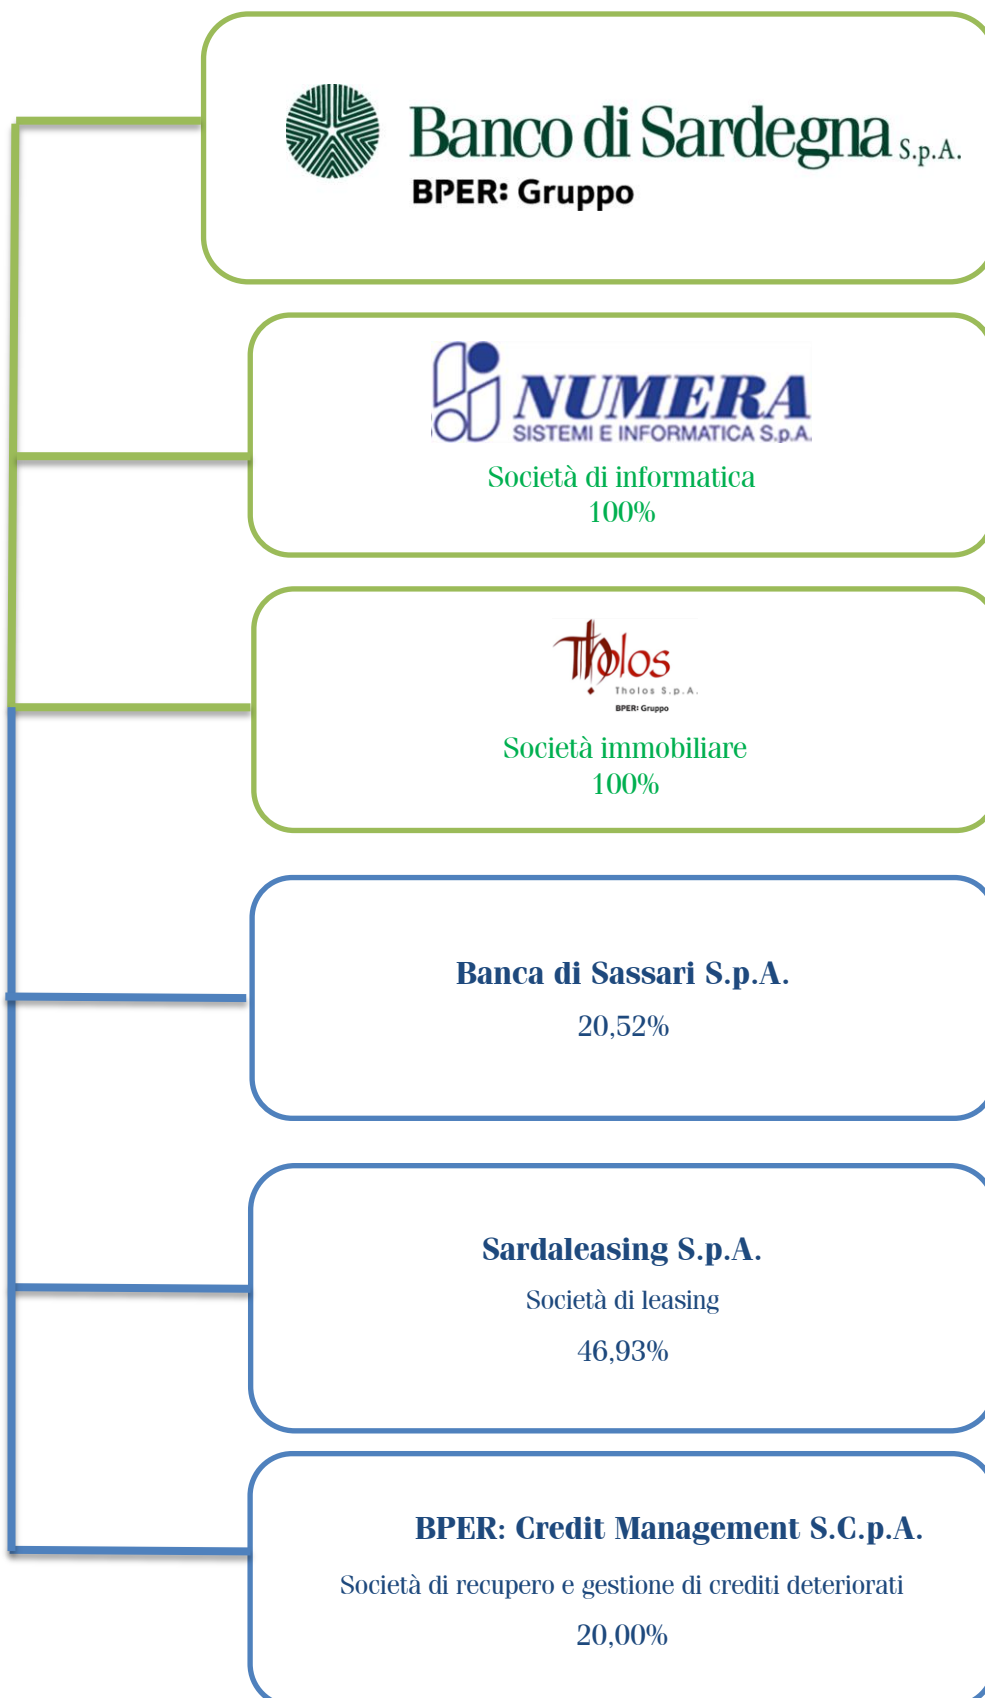 Banco di Sardegna S.p.A.
BPER: Gruppo
NUMERA
SISTEMI E INFORMATICA S.p.A.
Società di informatica
100%
Tholos
Tholos S.p.A.
BPER: Gruppo
Società immobiliare
100%
Banca di Sassari S.p.A.
20,52%
Sardaleasing S.p.A.
Società di leasing
46,93%
BPER: Credit Management S.C.p.A.
Società di recupero e gestione di crediti deteriorati
20,00%